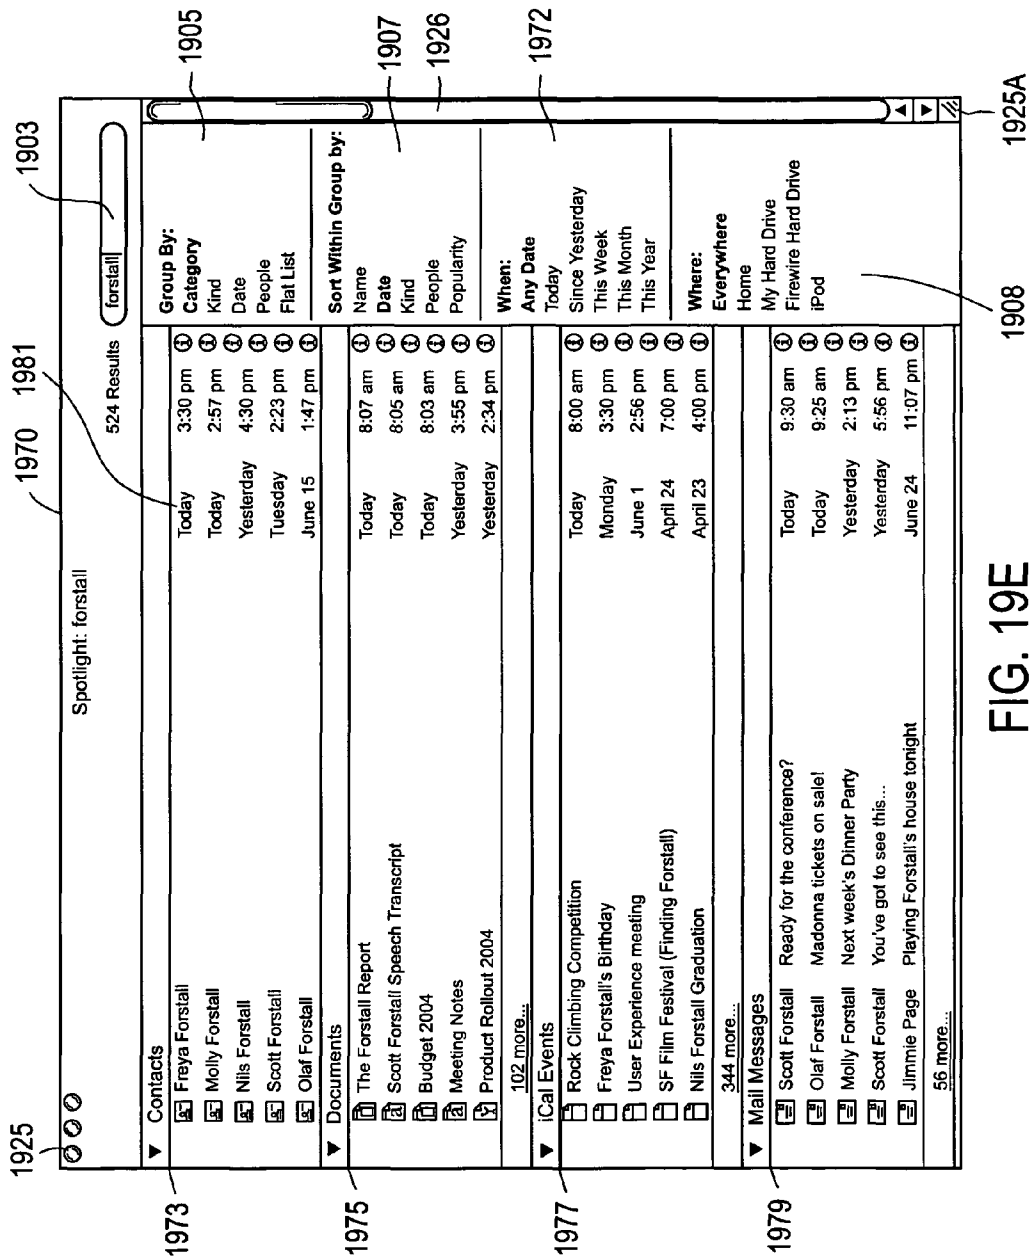 1970
1981
1903
1905
1925
Spotlight: forstall
524 Results
forstall
▼ Contacts
Freya Forstall Today 3:30 pm
Molly Forstall Today 2:57 pm
Nils Forstall Yesterday 4:30 pm
Scott Forstall Tuesday 2:23 pm
Olaf Forstall June 15 1:47 pm
▼ Documents
The Forstall Report Today 8:07 am
Scott Forstall Speech Transcript Today 8:05 am
Budget 2004 Today 8:03 am
Meeting Notes Yesterday 3:55 pm
Product Rollout 2004 Yesterday 2:34 pm
102 more...
▼ iCal Events
Rock Climbing Competition Today 8:00 am
Freya Forstall's Birthday Monday 3:30 pm
User Experience meeting June 1 2:56 pm
SF Film Festival (Finding Forstall) April 24 7:00 pm
Nils Forstall Graduation April 23 4:00 pm
344 more...
▼ Mail Messages
Scott Forstall Ready for the conference? Today 9:30 am
Olaf Forstall Madonna tickets on sale! Today 9:25 am
Molly Forstall Next week's Dinner Party Yesterday 2:13 pm
Scott Forstall You've got to see this... Yesterday 5:56 pm
Jimmie Page Playing Forstall's house tonight June 24 11:07 pm
56 more...
Group By:
Category
Kind
Date
People
Flat List
Sort Within Group by:
Name
Date
Kind
People
Popularity
When:
Any Date
Today
Since Yesterday
This Week
This Month
This Year
Where:
Everywhere
Home
My Hard Drive
Firewire Hard Drive
iPod
1973
1975
1977
1979
1907
1926
1972
1908
1925A
FIG. 19E